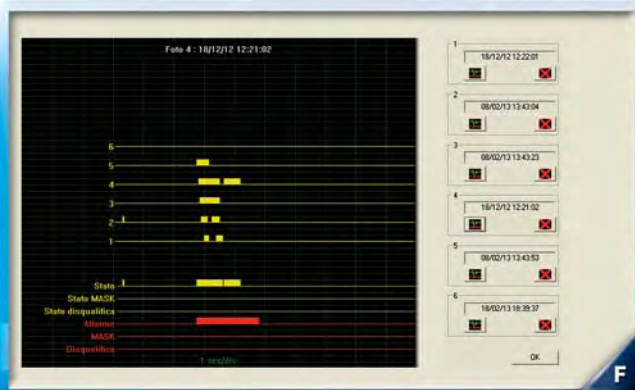 Foto 4 : 18/12/12 12:21:02
6
5
4
3
2
1
Stato
Stato MASK
Stato disqualifica
Allarme
MASK
Disqualifica
1 sec/div
1
18/12/12 12:22:01
2
08/02/13 13:43:04
3
08/02/13 13:43:23
4
18/12/12 12:21:02
5
08/02/13 13:43:53
6
18/02/13 18:39:37
OK
F